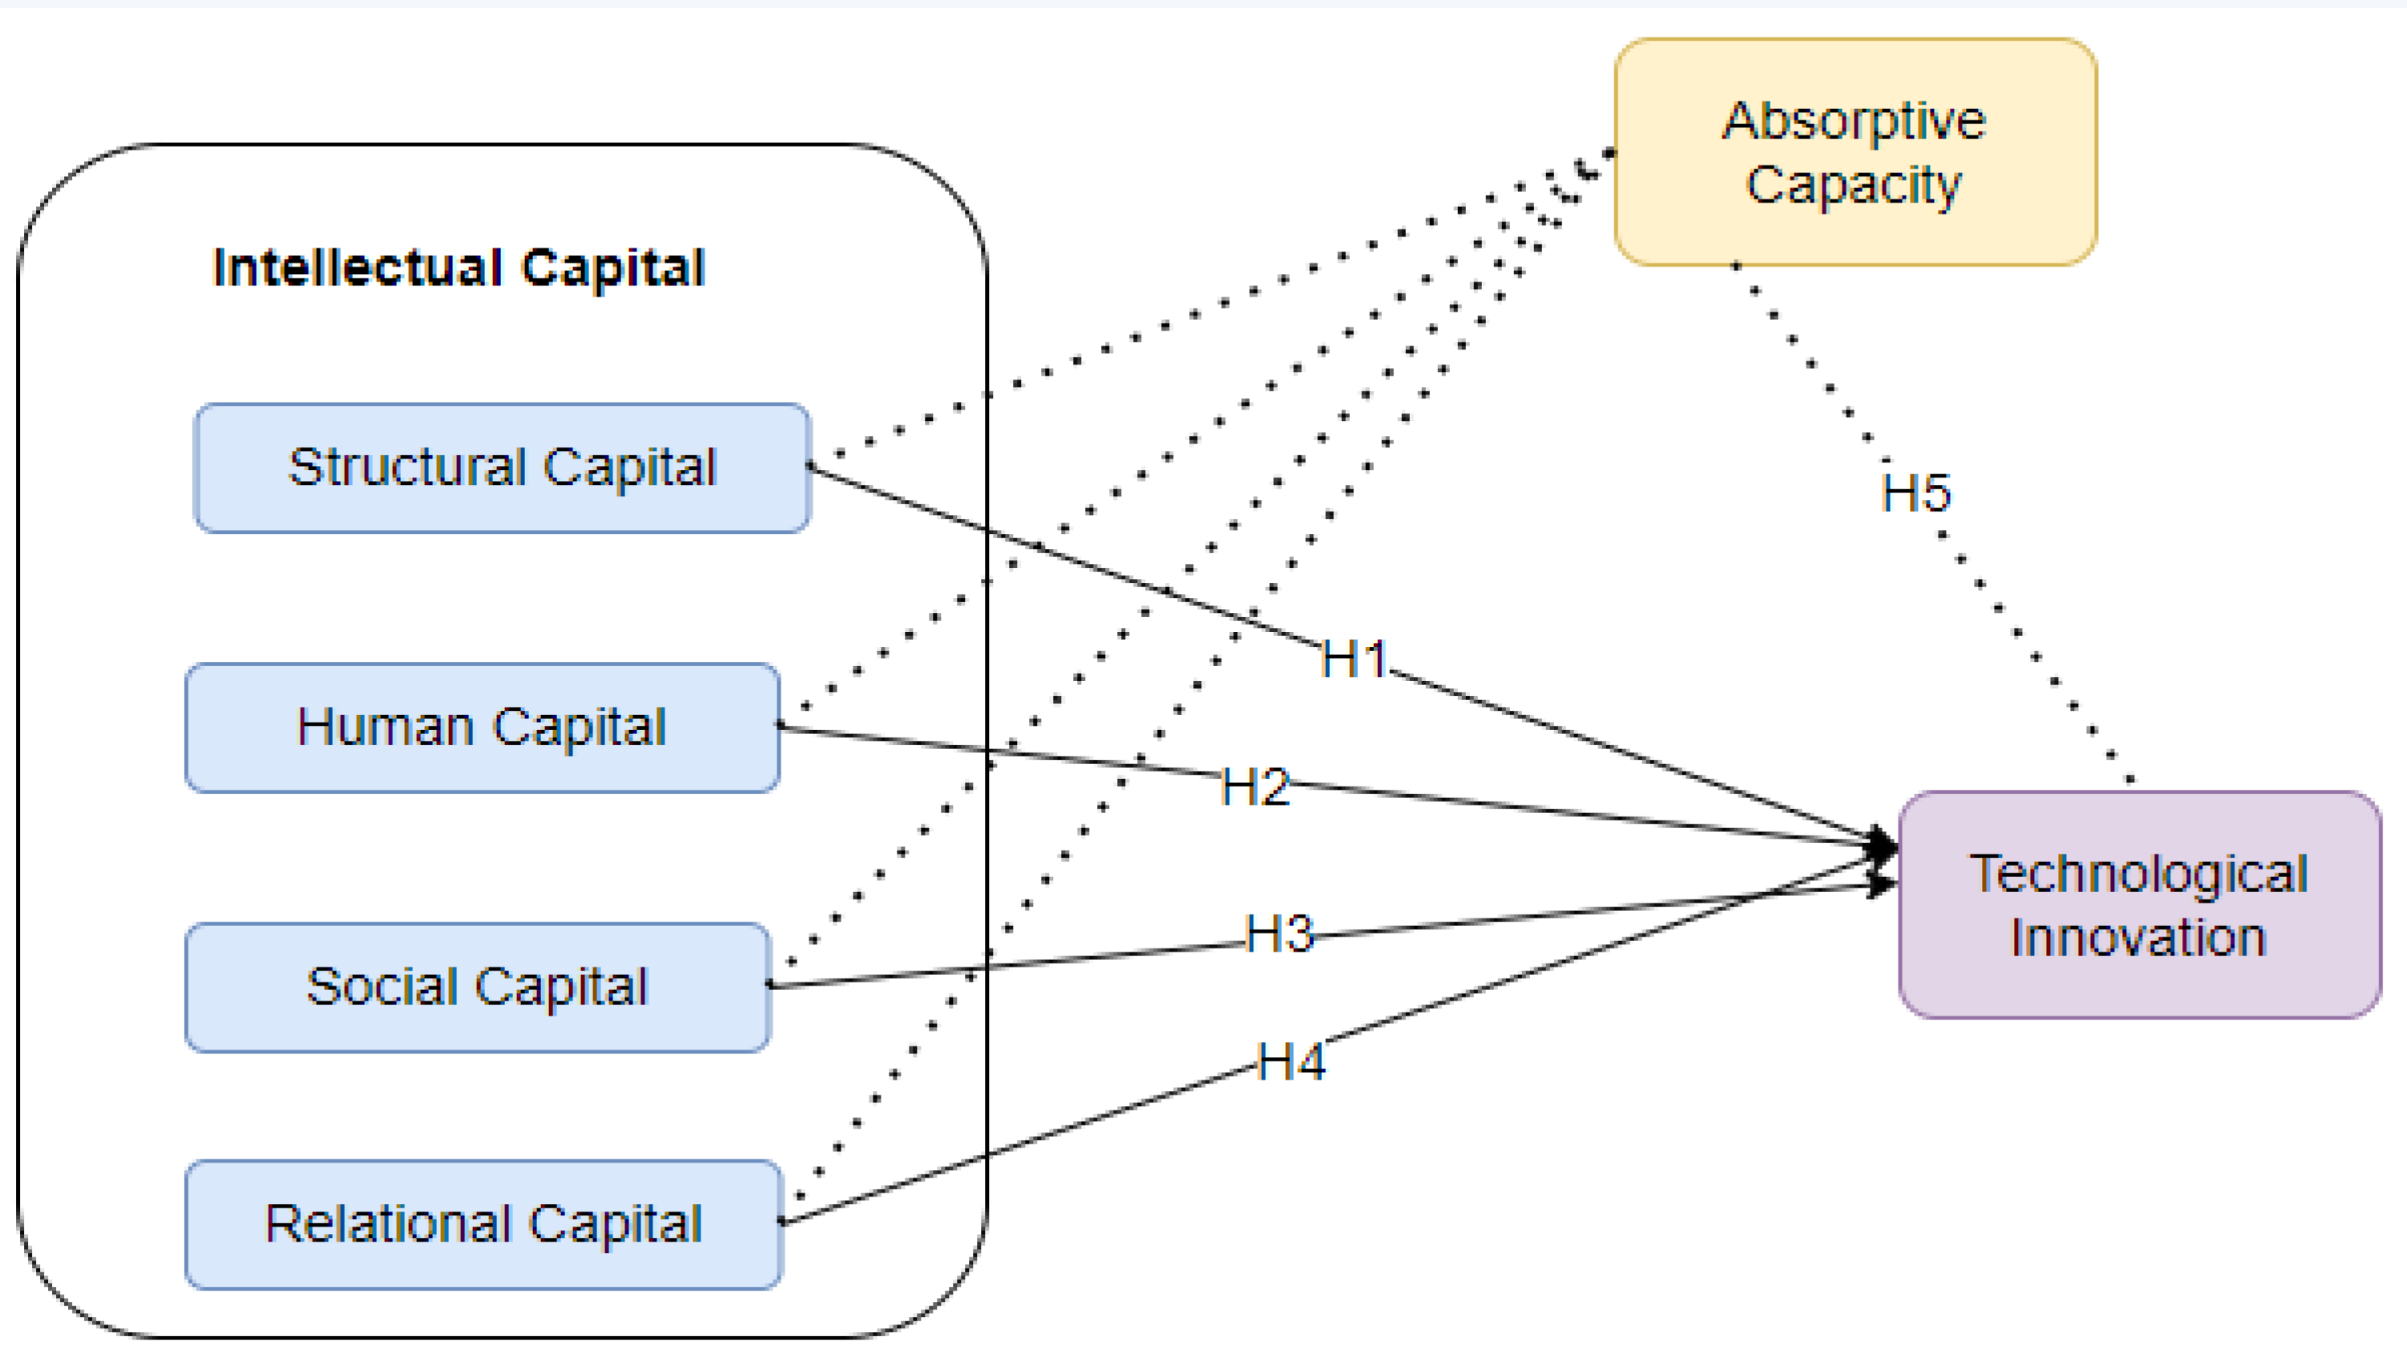 Absorptive
Capacity
Intellectual Capital
Structural Capital
H5
H1
Human Capital
H2
Technological
Innovation
H3
Social Capital
H4
Relational Capital